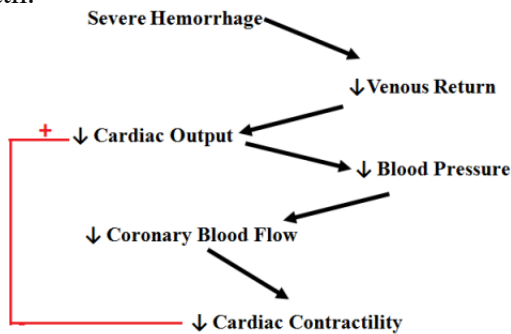 Severe Hemorrhage
↓Venous Return
+
↓ Cardiac Output
↓ Blood Pressure
↓ Coronary Blood Flow
↓ Cardiac Contractility